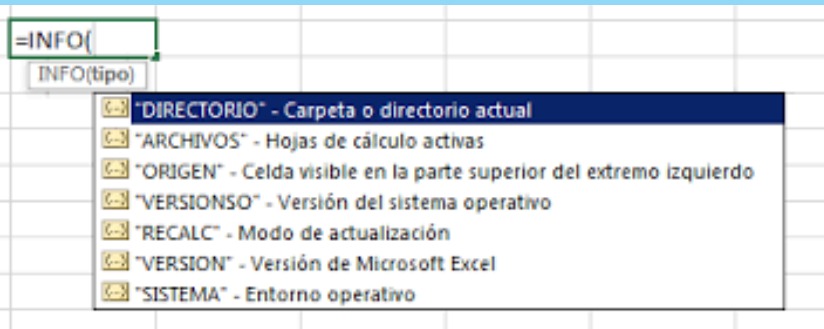 =INFO(
INFO(tipo)
"DIRECTORIO" - Carpeta o directorio actual
"ARCHIVOS" - Hojas de cálculo activas
"ORIGEN" - Celda visible en la parte superior del extremo izquierdo
"VERSIONSO" - Versión del sistema operativo
"RECALC" - Modo de actualización
"VERSION" - Versión de Microsoft Excel
"SISTEMA" - Entorno operativo